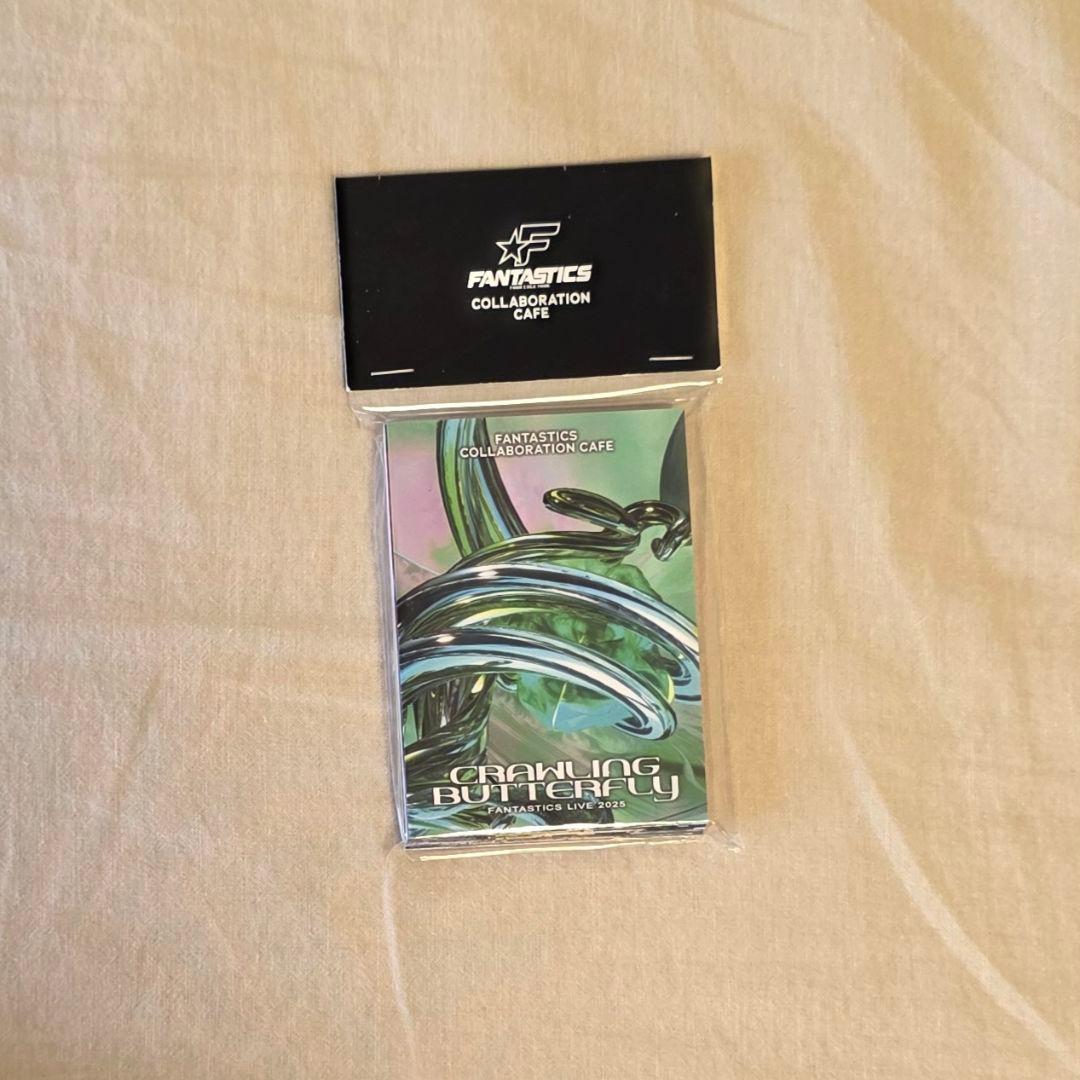 FANTASTICS
COLLABORATION
CAFE
FANTASTICS
COLLABORATION CAFE
CRAWLING
BUTTERFLY
FANTASTICS LIVE 2025